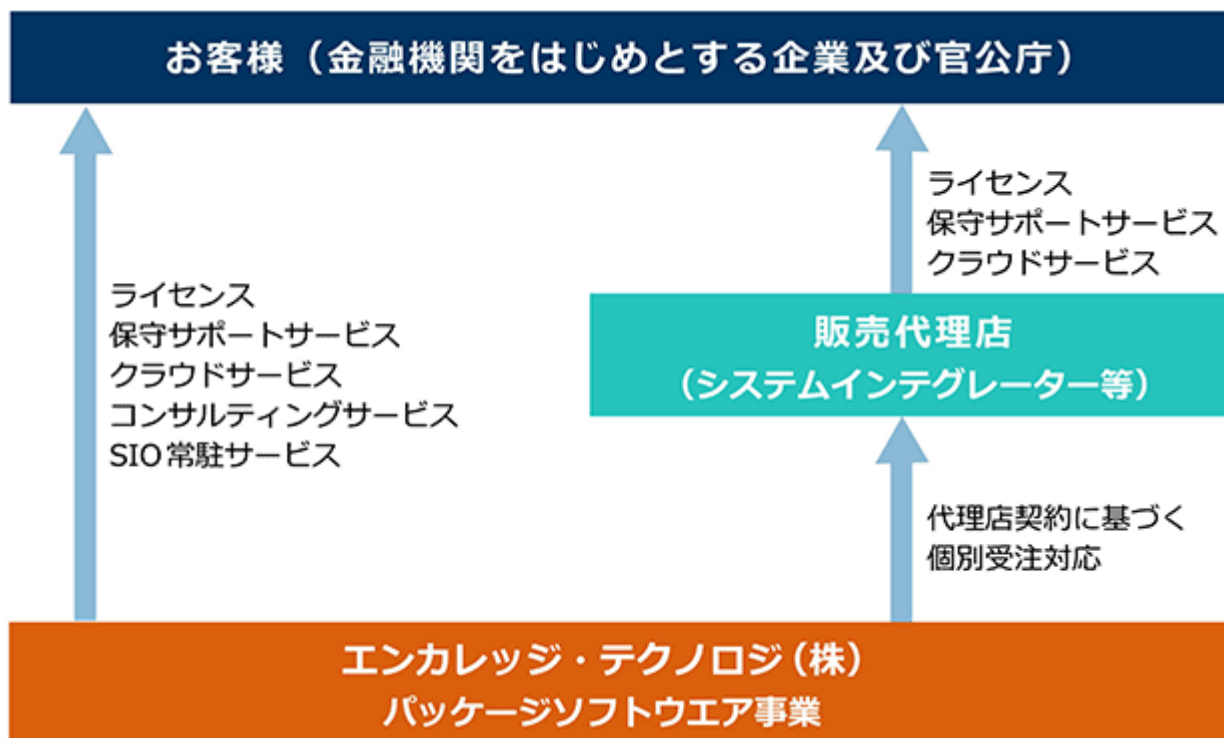 お客様（金融機関をはじめとする企業及び官公庁）
ライセンス
保守サポートサービス
クラウドサービス
コンサルティングサービス
SIO常駐サービス
ライセンス
保守サポートサービス
クラウドサービス
販売代理店
（システムインテグレーター等）
代理店契約に基づく
個別受注対応
エンカレッジ・テクノロジ（株）
パッケージソフトウエア事業